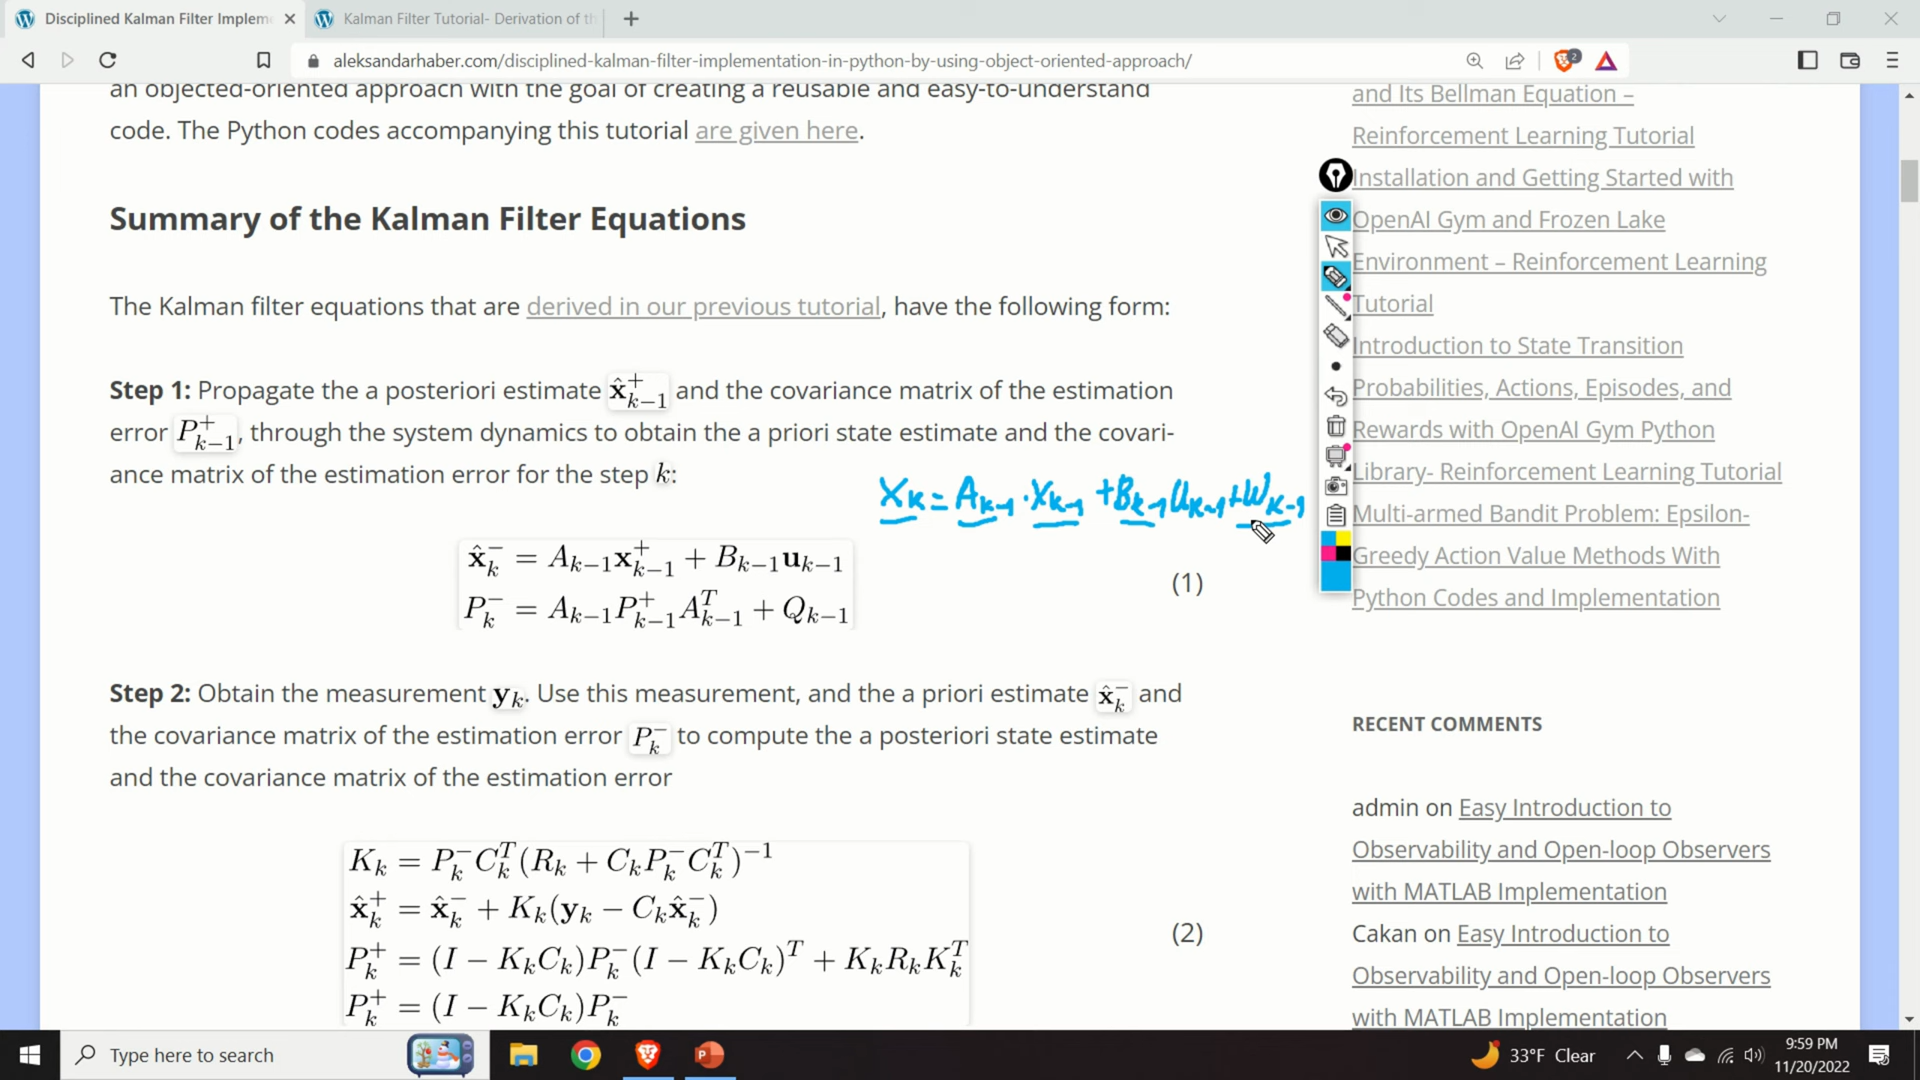 Disciplined Kalman Filter Impleme
Kalman Filter Tutorial- Derivation of th
aleksandarhaber.com/disciplined-kalman-filter-implementation-in-python-by-using-object-oriented-approach/
2
an objected-oriented approach with the goal of creating a reusable and easy-to-understand
code. The Python codes accompanying this tutorial are given here.
Summary of the Kalman Filter Equations
The Kalman filter equations that are derived in our previous tutorial, have the following form:
Step 1: Propagate the a posteriori estimate x̂⁺ₖ₋₁ and the covariance matrix of the estimation
error P⁺ₖ₋₁, through the system dynamics to obtain the a priori state estimate and the covari-
ance matrix of the estimation error for the step k:
Xₖ = Aₖ₋₁ · Xₖ₋₁ + Bₖ₋₁ Uₖ₋₁ + Wₖ₋₁
x̂⁻ₖ = Aₖ₋₁x⁺ₖ₋₁ + Bₖ₋₁uₖ₋₁
P⁻ₖ = Aₖ₋₁P⁺ₖ₋₁Aᵀₖ₋₁ + Qₖ₋₁
(1)
Step 2: Obtain the measurement yₖ. Use this measurement, and the a priori estimate x̂⁻ₖ and
the covariance matrix of the estimation error P⁻ₖ to compute the a posteriori state estimate
and the covariance matrix of the estimation error
Kₖ = P⁻ₖCᵀₖ(Rₖ + CₖP⁻ₖCᵀₖ)⁻¹
x̂⁺ₖ = x̂⁻ₖ + Kₖ(yₖ − Cₖx̂⁻ₖ)
P⁺ₖ = (I − KₖCₖ)P⁻ₖ(I − KₖCₖ)ᵀ + KₖRₖKᵀₖ
P⁺ₖ = (I − KₖCₖ)P⁻ₖ
(2)
and Its Bellman Equation –
Reinforcement Learning Tutorial
Installation and Getting Started with
OpenAI Gym and Frozen Lake
Environment – Reinforcement Learning
Tutorial
Introduction to State Transition
Probabilities, Actions, Episodes, and
Rewards with OpenAI Gym Python
Library- Reinforcement Learning Tutorial
Multi-armed Bandit Problem: Epsilon-
Greedy Action Value Methods With
Python Codes and Implementation
RECENT COMMENTS
admin on Easy Introduction to
Observability and Open-loop Observers
with MATLAB Implementation
Cakan on Easy Introduction to
Observability and Open-loop Observers
with MATLAB Implementation
Type here to search
33°F Clear
9:59 PM
11/20/2022